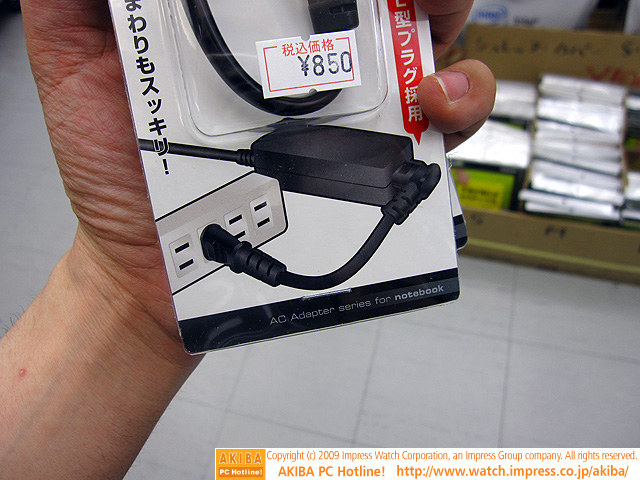 まわりもスッキリ!
税込価格
¥850
型プラグ採用
AC Adapter series for notebook
intel
AKIBA
PC Hotline!
Copyright (c) 2009 Impress Watch Corporation, an Impress Group company. All rights reserved.
AKIBA PC Hotline! http://www.watch.impress.co.jp/akiba/